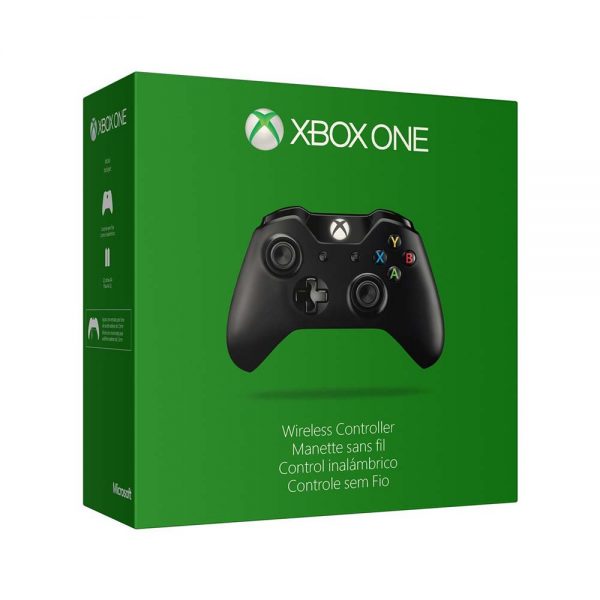 XBOX ONE
Y
X
B
A
Wireless Controller
Manette sans fil
Control inalámbrico
Controle sem Fio
XBOX ONE
Microsoft